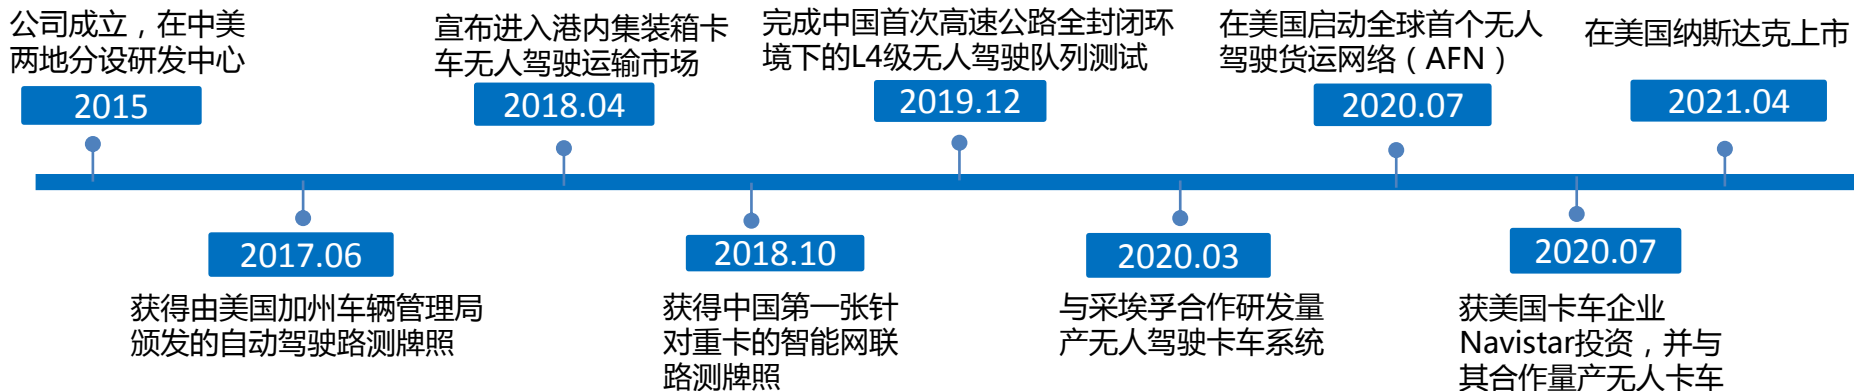 公司成立，在中美
两地分设研发中心
2015
宣布进入港内集装箱卡
车无人驾驶运输市场
2018.04
完成中国首次高速公路全封闭环
境下的L4级无人驾驶队列测试
2019.12
在美国启动全球首个无人
驾驶货运网络（AFN）
2020.07
在美国纳斯达克上市
2021.04
2017.06
获得由美国加州车辆管理局
颁发的自动驾驶路测牌照
2018.10
获得中国第一张针
对重卡的智能网联
路测牌照
2020.03
与采埃孚合作研发量
产无人驾驶卡车系统
2020.07
获美国卡车企业
Navistar投资，并与
其合作量产无人卡车